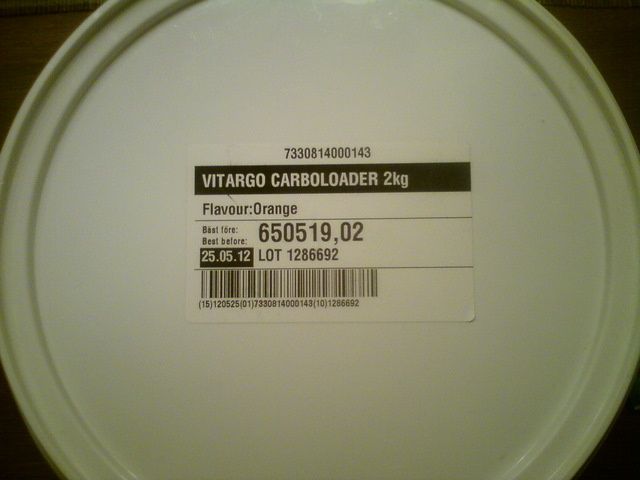 7330814000143
VITARGO CARBOLOADER 2kg
Flavour:Orange
Bäst före:
Best before: 650519,02
25.05.12 LOT 1286692
(15)120525(01)7330814000143(10)1286692